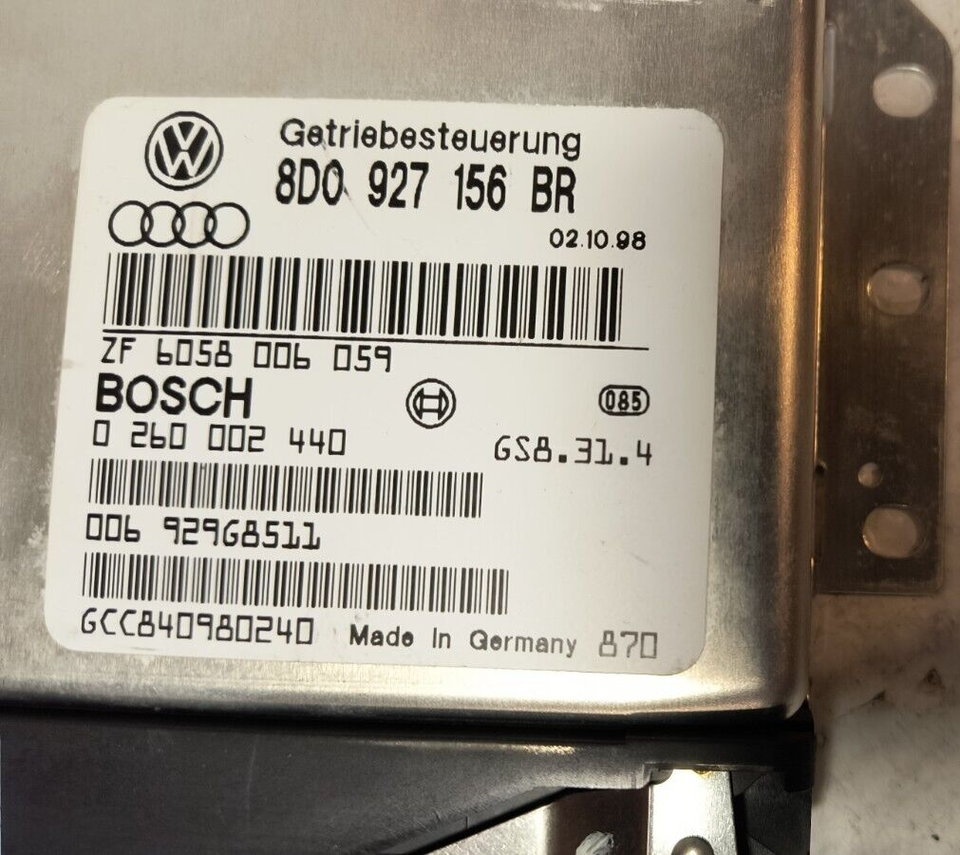 Getriebesteuerung
8D0 927 156 BR
02.10.98
ZF 6058 006 059
BOSCH
085
0 260 002 440
GS8.31.4
006 929G8511
GCC840980240 Made In Germany 870